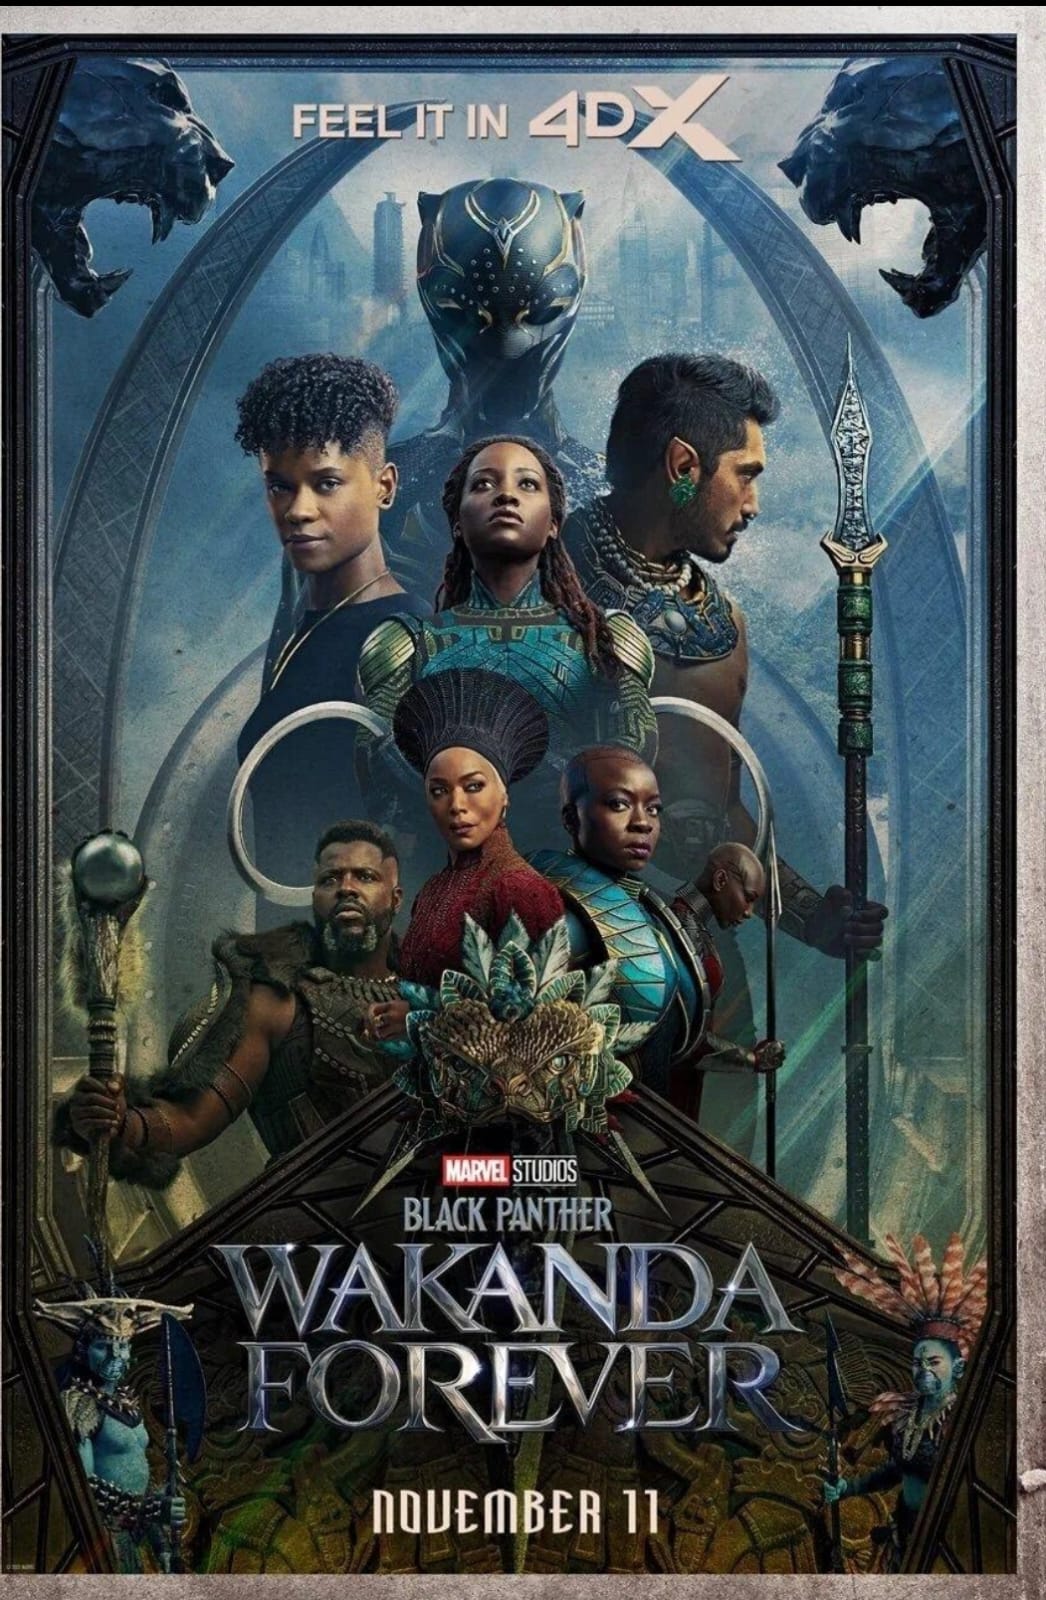 FEEL IT IN 4DX
MARVEL STUDIOS
BLACK PANTHER
WAKANDA
FOREVER
NOVEMBER 11